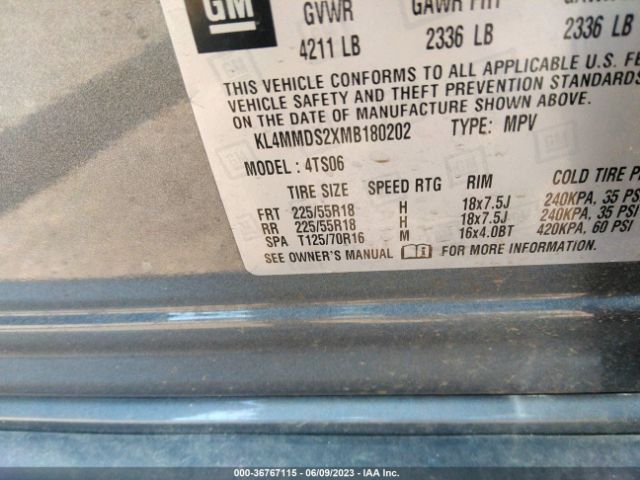 GM GVWR GAWR FRT
4211 LB 2336 LB 2336 LB
THIS VEHICLE CONFORMS TO ALL APPLICABLE U.S. FE
VEHICLE SAFETY AND THEFT PREVENTION STANDARDS
ON THE DATE OF MANUFACTURE SHOWN ABOVE.
KL4MMDS2XMB180202 TYPE: MPV
MODEL: 4TS06
TIRE SIZE SPEED RTG RIM COLD TIRE P
FRT 225/55R18 H 18x7.5J 240KPA, 35 PSI
RR 225/55R18 H 18x7.5J 240KPA, 35 PSI
SPA T125/70R16 M 16x4.0BT 420KPA, 60 PSI
SEE OWNER'S MANUAL FOR MORE INFORMATION
000-36767115 - 06/09/2023 - IAA Inc.